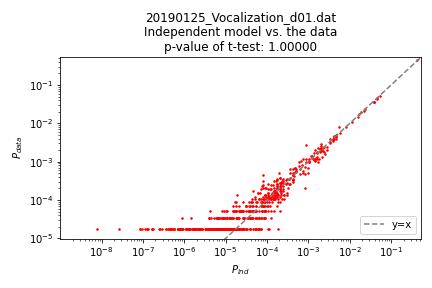 20190125_Vocalization_d01.dat
Independent model vs. the data
p-value of t-test: 1.00000
P_data
10^-1
10^-2
10^-3
10^-4
10^-5
y=x
10^-8 10^-7 10^-6 10^-5 10^-4 10^-3 10^-2 10^-1
P_ind